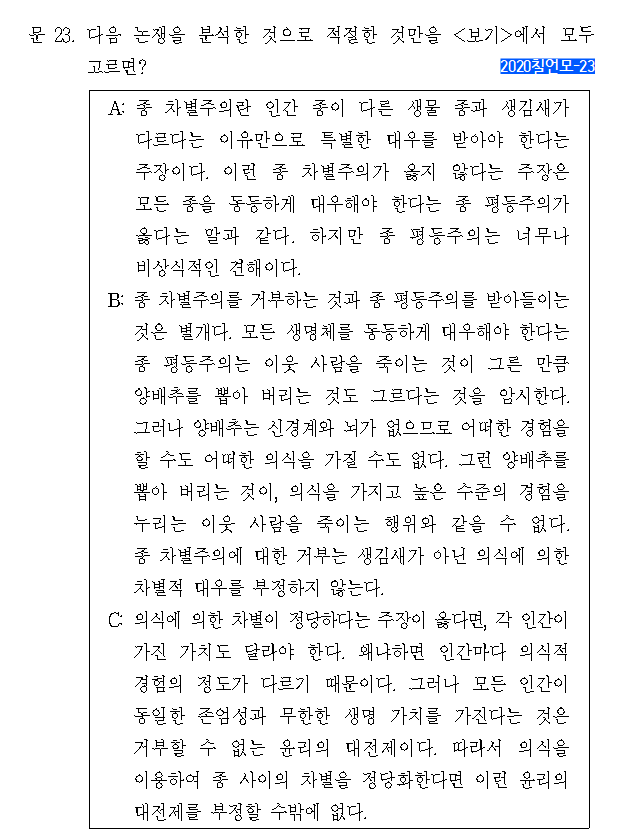 문 23. 다음 논쟁을 분석한 것으로 적절한 것만을 <보기>에서 모두
고르면?
2020칠언모-23
A: 종 차별주의란 인간 종이 다른 생물 종과 생김새가
다르다는 이유만으로 특별한 대우를 받아야 한다는
주장이다. 이런 종 차별주의가 옳지 않다는 주장은
모든 종을 동등하게 대우해야 한다는 종 평등주의가
옳다는 말과 같다. 하지만 종 평등주의는 너무나
비상식적인 견해이다.
B: 종 차별주의를 거부하는 것과 종 평등주의를 받아들이는
것은 별개다. 모든 생명체를 동등하게 대우해야 한다는
종 평등주의는 이웃 사람을 죽이는 것이 그른 만큼
양배추를 뽑아 버리는 것도 그르다는 것을 암시한다.
그러나 양배추는 신경계와 뇌가 없으므로 어떠한 경험을
할 수도 어떠한 의식을 가질 수도 없다. 그런 양배추를
뽑아 버리는 것이, 의식을 가지고 높은 수준의 경험을
누리는 이웃 사람을 죽이는 행위와 같을 수 없다.
종 차별주의에 대한 거부는 생김새가 아닌 의식에 의한
차별적 대우를 부정하지 않는다.
C: 의식에 의한 차별이 정당하다는 주장이 옳다면, 각 인간이
가진 가치도 달라야 한다. 왜냐하면 인간마다 의식적
경험의 정도가 다르기 때문이다. 그러나 모든 인간이
동일한 존엄성과 무한한 생명 가치를 가진다는 것은
거부할 수 없는 윤리의 대전제이다. 따라서 의식을
이용하여 종 사이의 차별을 정당화한다면 이런 윤리의
대전제를 부정할 수밖에 없다.